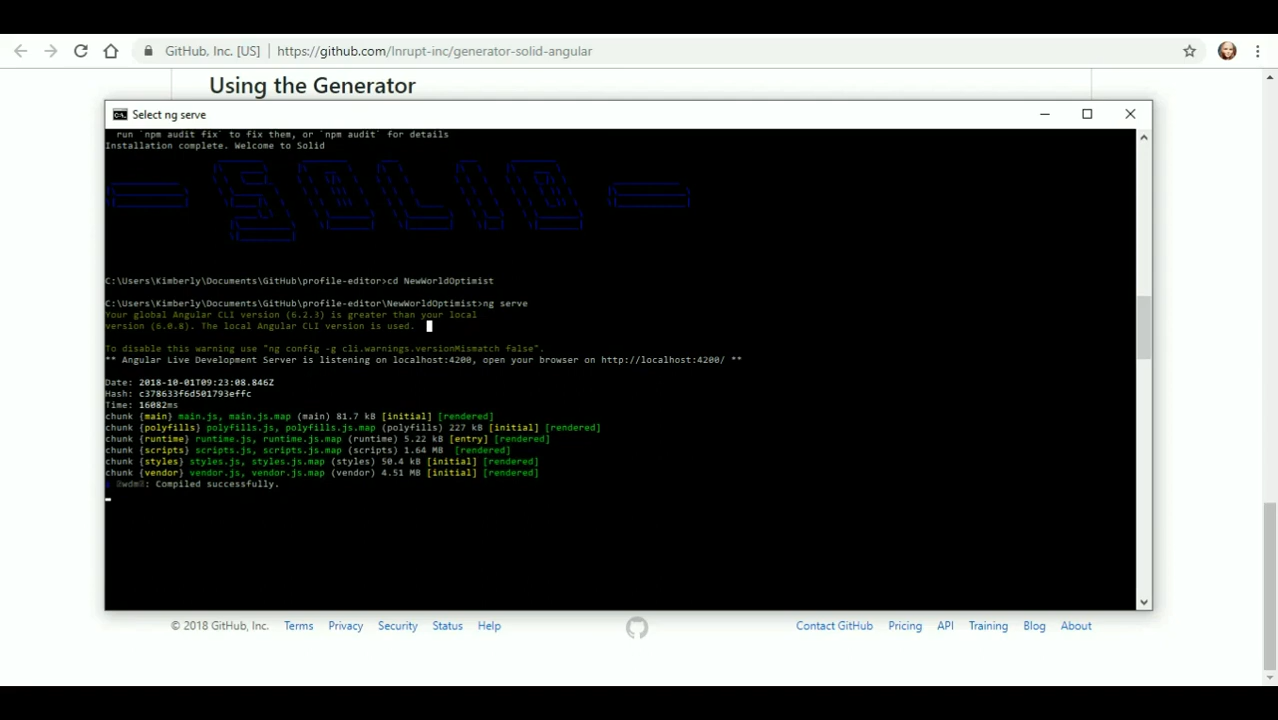 GitHub, Inc. [US] | https://github.com/Inrupt-inc/generator-solid-angular
Using the Generator
Select ng serve
run `npm audit fix` to fix them, or `npm audit` for details
Installation complete. Welcome to Solid
SOLID
C:\Users\Kimberly\Documents\GitHub\profile-editor>cd NewWorldOptimist
C:\Users\Kimberly\Documents\GitHub\profile-editor\NewWorldOptimist>ng serve
Your global Angular CLI version (6.2.3) is greater than your local
version (6.0.8). The local Angular CLI version is used.
To disable this warning use "ng config -g cli.warnings.versionMismatch false".
** Angular Live Development Server is listening on localhost:4200, open your browser on http://localhost:4200/ **
Date: 2018-10-01T09:23:08.846Z
Hash: c378633f6d501793effc
Time: 16082ms
chunk {main} main.js, main.js.map (main) 81.7 kB [initial] [rendered]
chunk {polyfills} polyfills.js, polyfills.js.map (polyfills) 227 kB [initial] [rendered]
chunk {runtime} runtime.js, runtime.js.map (runtime) 5.22 kB [entry] [rendered]
chunk {scripts} scripts.js, scripts.js.map (scripts) 1.64 MB [rendered]
chunk {styles} styles.js, styles.js.map (styles) 50.4 kB [initial] [rendered]
chunk {vendor} vendor.js, vendor.js.map (vendor) 4.51 MB [initial] [rendered]
wdm: Compiled successfully.
© 2018 GitHub, Inc. Terms Privacy Security Status Help Contact GitHub Pricing API Training Blog About